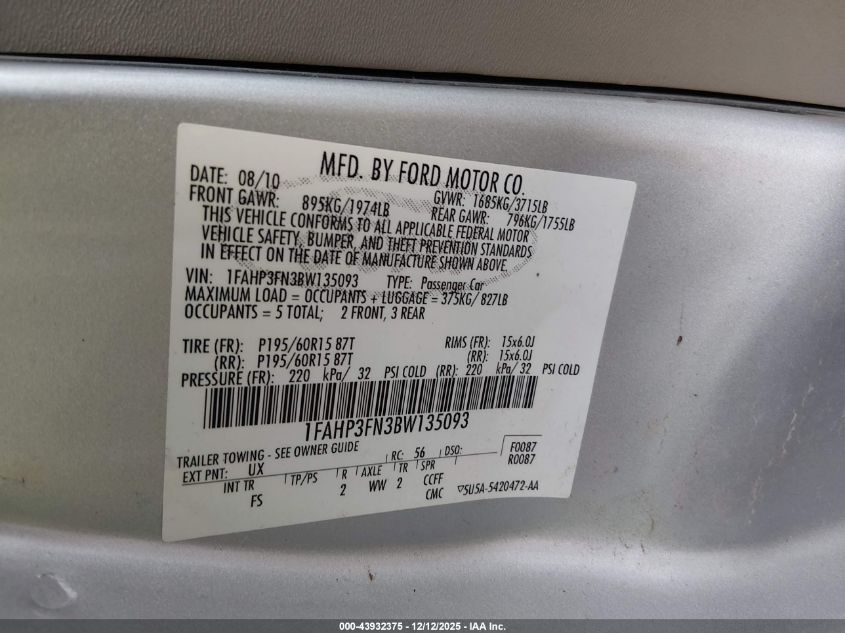 MFD. BY FORD MOTOR CO.
DATE: 08/10 GVWR: 1685KG/3715LB
FRONT GAWR: 895KG/1974LB REAR GAWR: 796KG/1755LB
THIS VEHICLE CONFORMS TO ALL APPLICABLE FEDERAL MOTOR
VEHICLE SAFETY, BUMPER, AND THEFT PREVENTION STANDARDS
IN EFFECT ON THE DATE OF MANUFACTURE SHOWN ABOVE
VIN: 1FAHP3FN3BW135093 TYPE: Passenger Car
MAXIMUM LOAD = OCCUPANTS + LUGGAGE = 375KG/ 827LB
OCCUPANTS = 5 TOTAL; 2 FRONT, 3 REAR
TIRE (FR): P195/60R15 87T RIMS (FR): 15x6.0J
(RR): P195/60R15 87T (RR): 15x6.0J
PRESSURE (FR): 220 kPa/ 32 PSI COLD (RR): 220 kPa/ 32 PSI COLD
1FAHP3FN3BW135093
TRAILER TOWING - SEE OWNER GUIDE
EXT PNT: UX RC: 56 DSO: F0087
R0087
INT TR TP/PS R AXLE TR SPR
FS 2 WW 2 CCFF
CMC
5U5A-5420472-AA
000-43932375 - 12/12/2025 - IAA Inc.